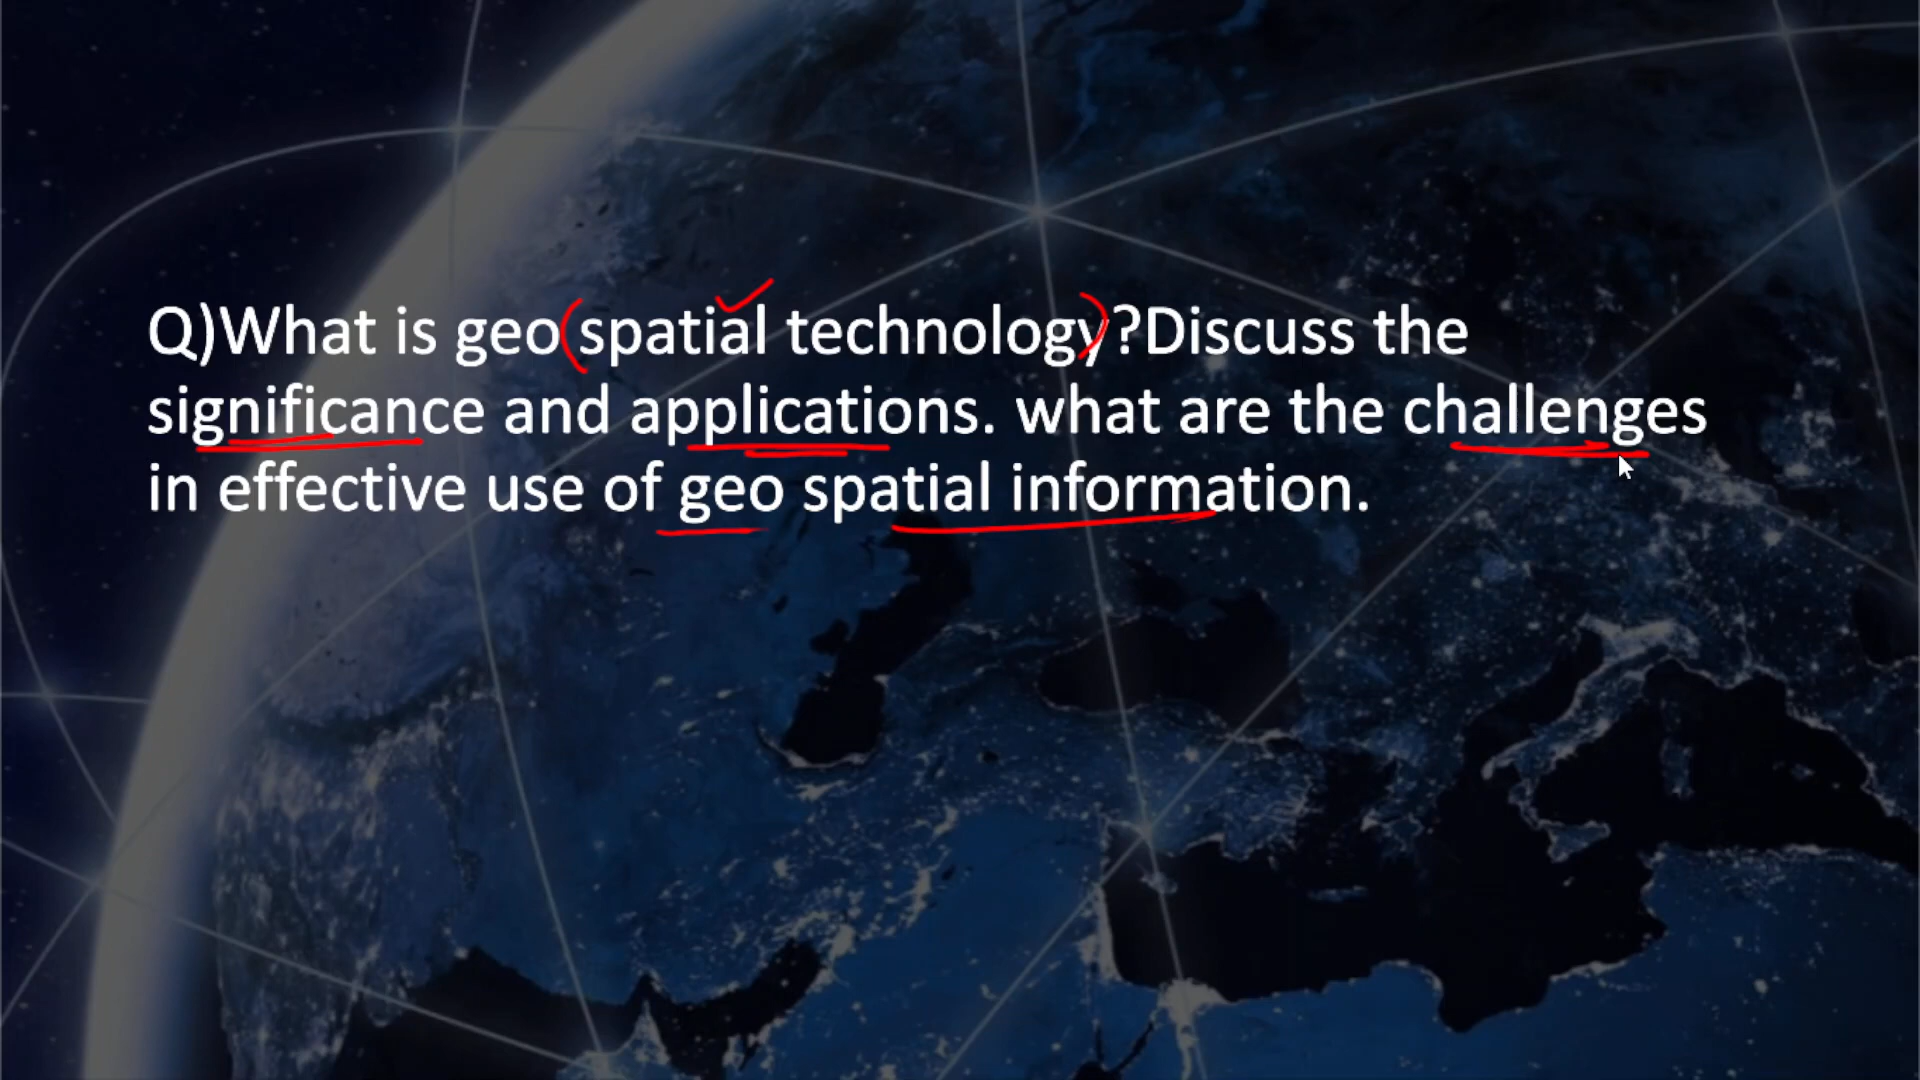 Q)What is geo spatial technology?Discuss the
significance and applications. what are the challenges
in effective use of geo spatial information.